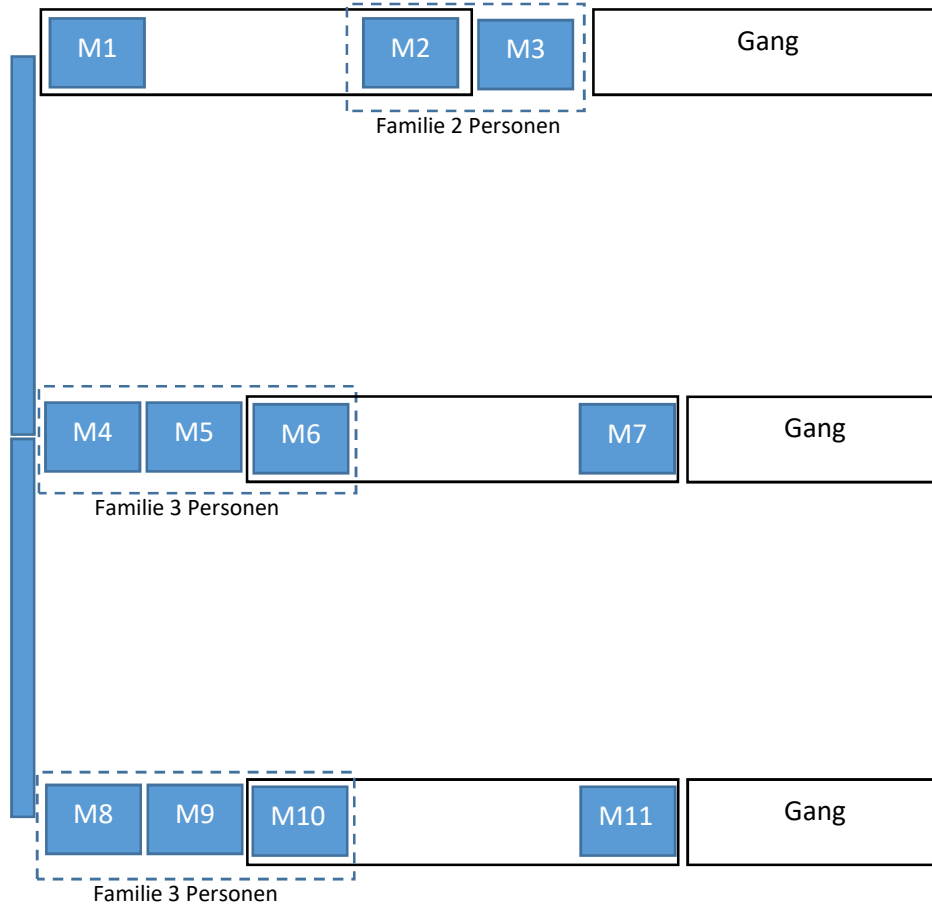 M1 M2 M3 Gang
Familie 2 Personen
M4 M5 M6 M7 Gang
Familie 3 Personen
M8 M9 M10 M11 Gang
Familie 3 Personen